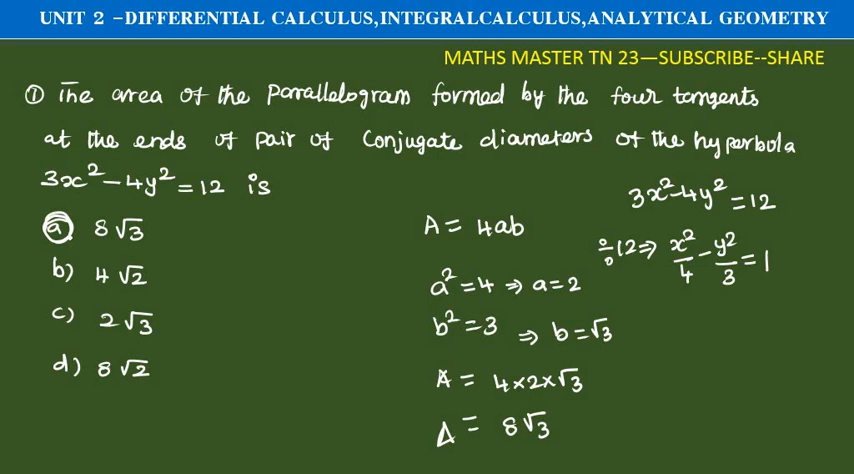 UNIT 2 –DIFFERENTIAL CALCULUS,INTEGRALCALCULUS,ANALYTICAL GEOMETRY
MATHS MASTER TN 23—SUBSCRIBE--SHARE
① The area of the parallelogram formed by the four tangents
at the ends of pair of Conjugate diameters of the hyperbola
3x² – 4y² = 12 is
a) 8√3
b) 4√2
c) 2√3
d) 8√2
3x² – 4y² = 12
÷ 12 ⇒ x²/4 – y²/3 = 1
A = 4ab
a² = 4 ⇒ a = 2
b² = 3 ⇒ b = √3
A = 4×2×√3
A = 8√3